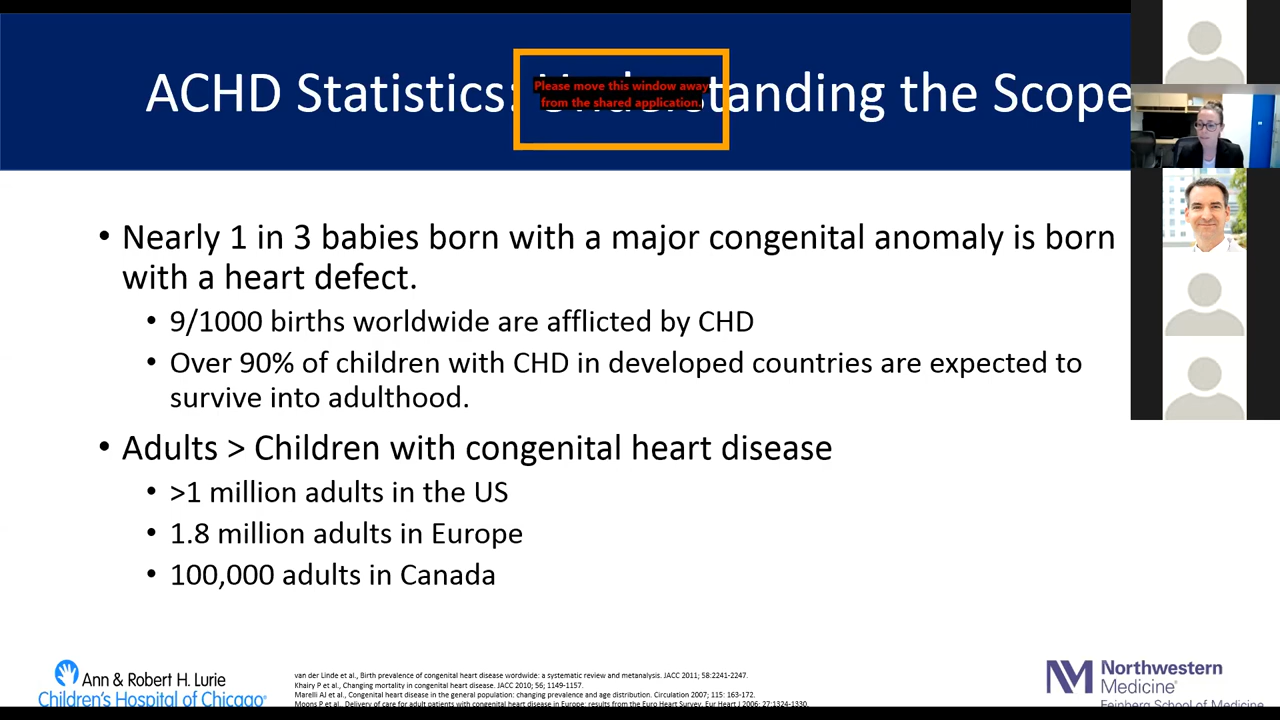 ACHD Statistics: Understanding the Scope
Please move this window away
from the shared application.
• Nearly 1 in 3 babies born with a major congenital anomaly is born
with a heart defect.
• 9/1000 births worldwide are afflicted by CHD
• Over 90% of children with CHD in developed countries are expected to
survive into adulthood.
• Adults > Children with congenital heart disease
• >1 million adults in the US
• 1.8 million adults in Europe
• 100,000 adults in Canada
Ann & Robert H. Lurie
Children's Hospital of Chicago®
van der Linde et al., Birth prevalence of congenital heart disease wordwide: a systematic review and metanalysis. JACC 2011; 58:2241-2247.
Khairy P et al., Changing mortality in congenital heart disease. JACC 2010; 56; 1149-1157.
Marelli AJ et al., Congenital heart disease in the general population: changing prevalence and age distribution. Circulation 2007; 115: 163-172.
Moons P et al., Delivery of care for adult patients with congenital heart disease in Europe: results from the Euro Heart Survey. Eur Heart J 2006; 27:1324-1330.
NM Northwestern
Medicine®
Feinberg School of Medicine